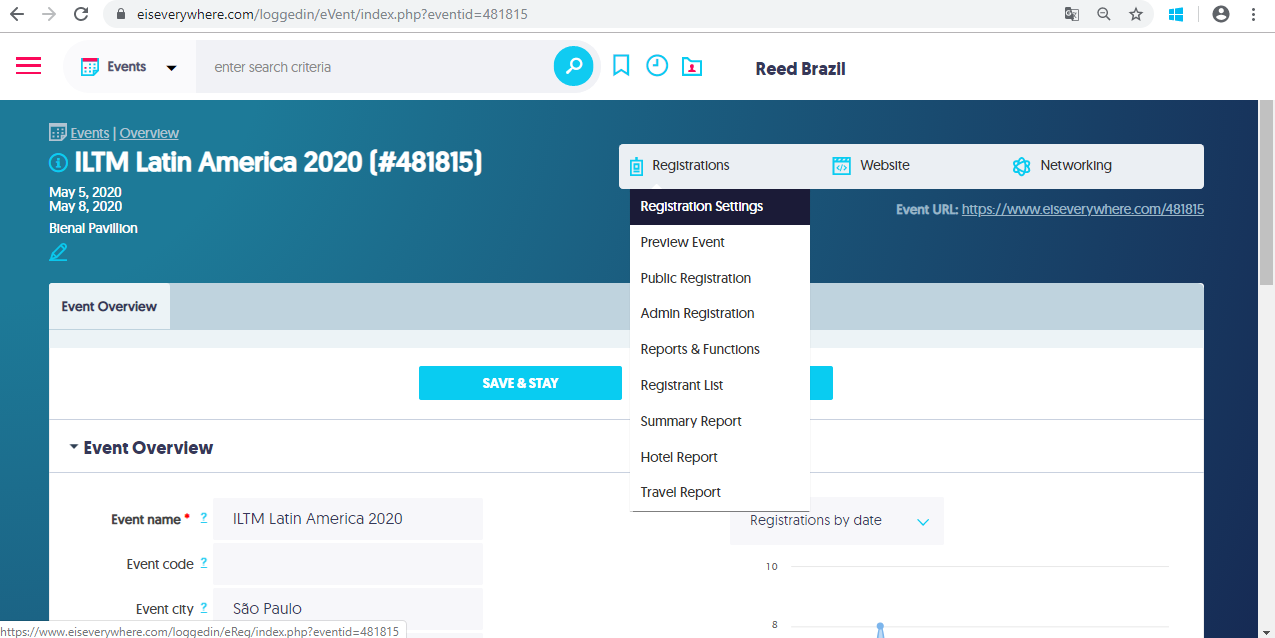 eiseverywhere.com/loggedin/eVent/index.php?eventid=481815
Events
enter search criteria
Reed Brazil
Events | Overview
ILTM Latin America 2020 (#481815)
May 5, 2020
May 8, 2020
Bienal Pavillion
Registrations
Website
Networking
Event URL: https://www.eiseverywhere.com/481815
Registration Settings
Preview Event
Public Registration
Admin Registration
Reports & Functions
Registrant List
Summary Report
Hotel Report
Travel Report
Event Overview
SAVE & STAY
Event Overview
Event name * ?
ILTM Latin America 2020
Event code ?
Event city ?
São Paulo
Registrations by date
10
8
https://www.eiseverywhere.com/loggedin/eReg/index.php?eventid=481815